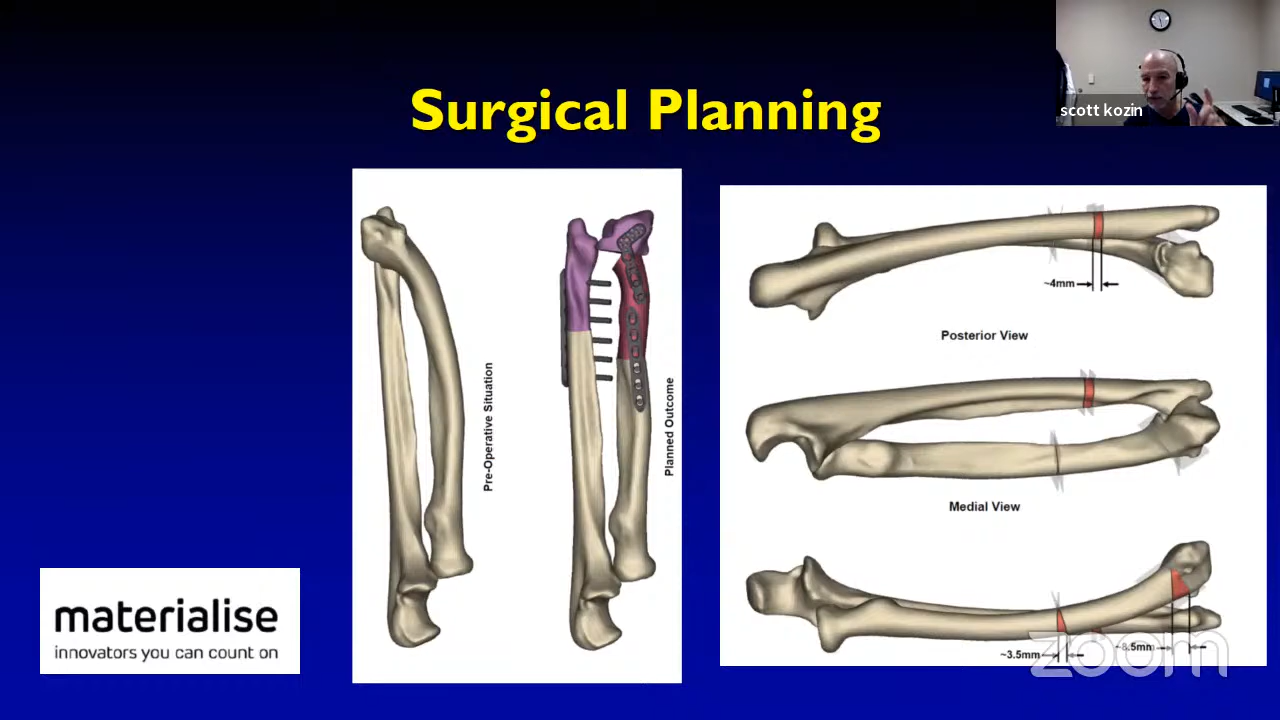 Surgical Planning
scott kozin
Pre-Operative Situation
Planned Outcome
~4mm
Posterior View
Medial View
~3.5mm
~8.5mm
zoom
materialise
innovators you can count on